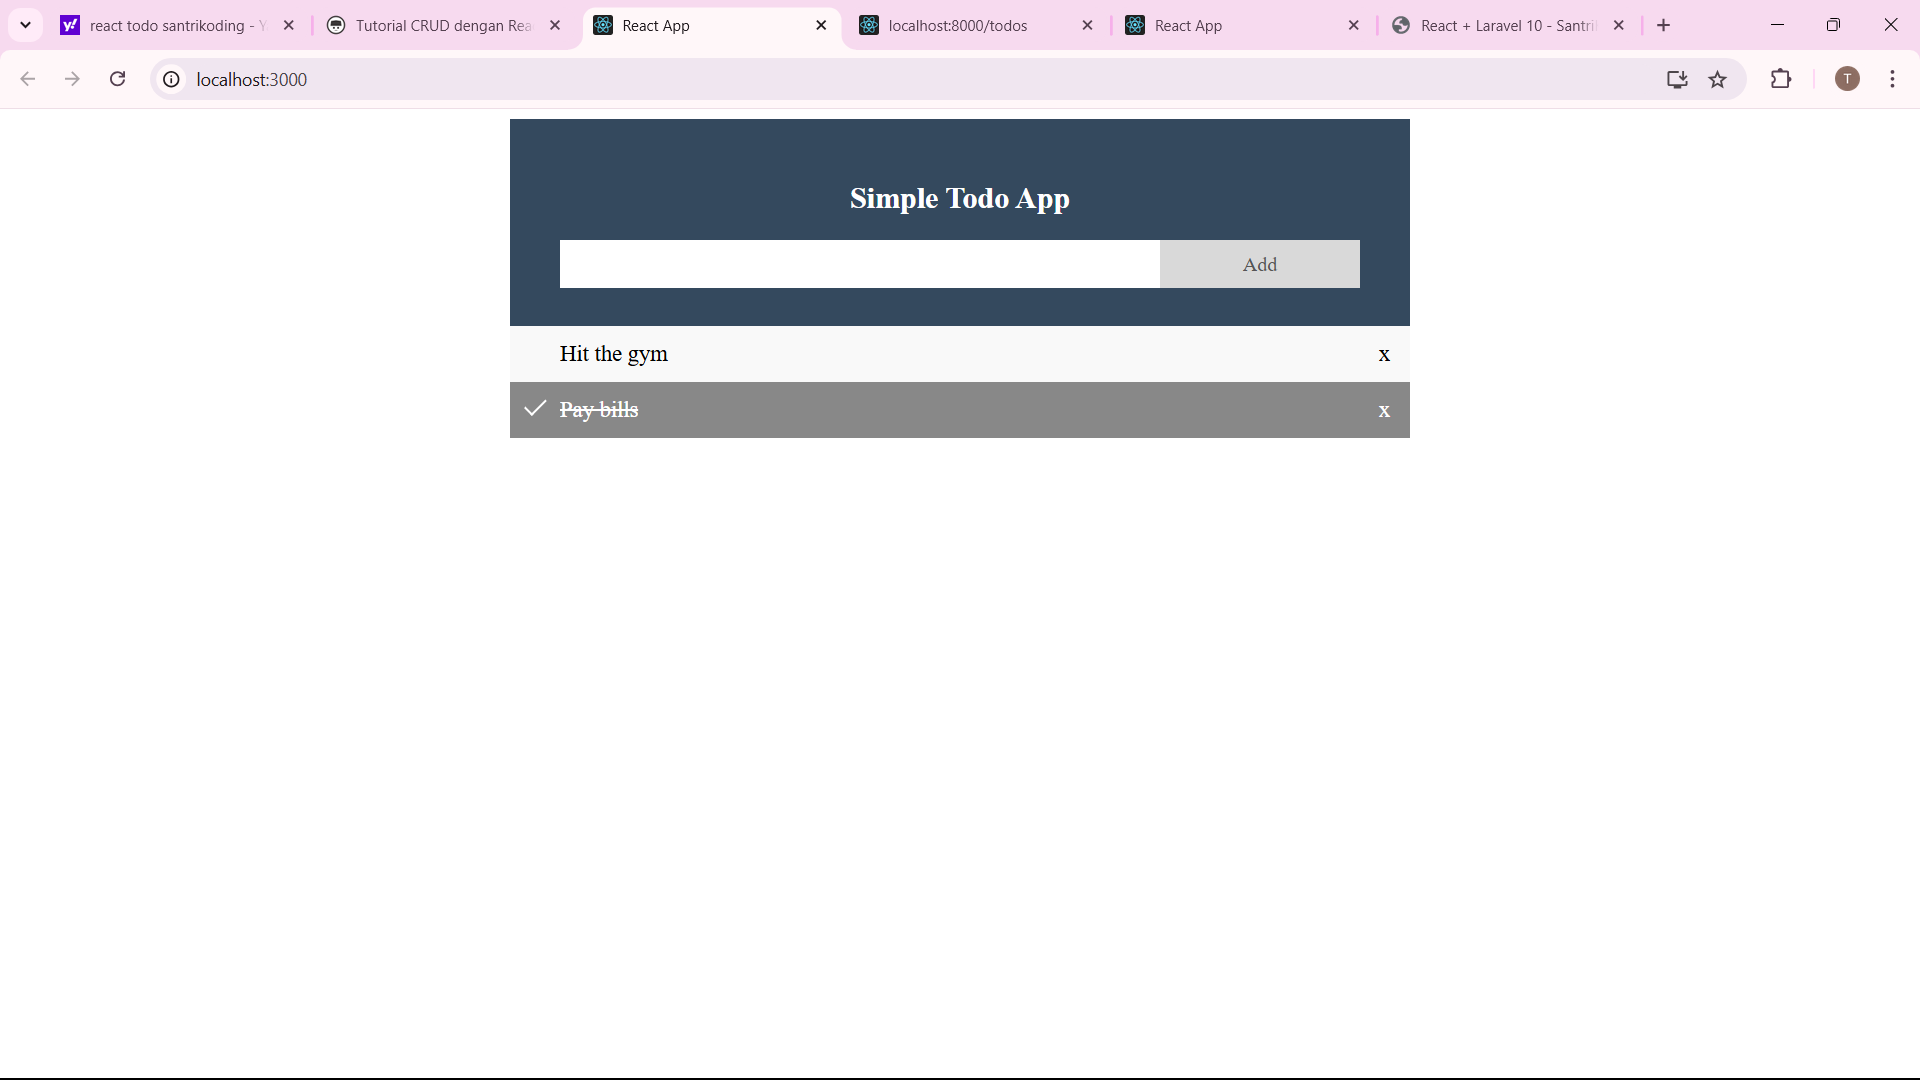 react todo santrikoding - Y
Tutorial CRUD dengan Rea
React App
localhost:8000/todos
React App
React + Laravel 10 - Santri
localhost:3000
T
Simple Todo App
Add
Hit the gym x
Pay bills x